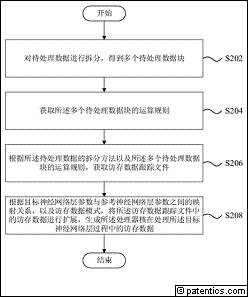 开始
对待处理数据进行拆分，得到多个待处理数据块
S202
获取所述多个待处理数据块的运算规则
S204
根据所述待处理数据的拆分方法以及所述多个待处理数据
块的运算规则，获取访存数据跟踪文件
S206
根据目标神经网络层参数与参考神经网络层参数之间的映
射关系，以及访存数据模式，将所述访存数据跟踪文件中
的访存数据进行扩展，生成所述处理器核在处理所述目标
神经网络层过程中的访存数据
S208
结束
© patentics.com